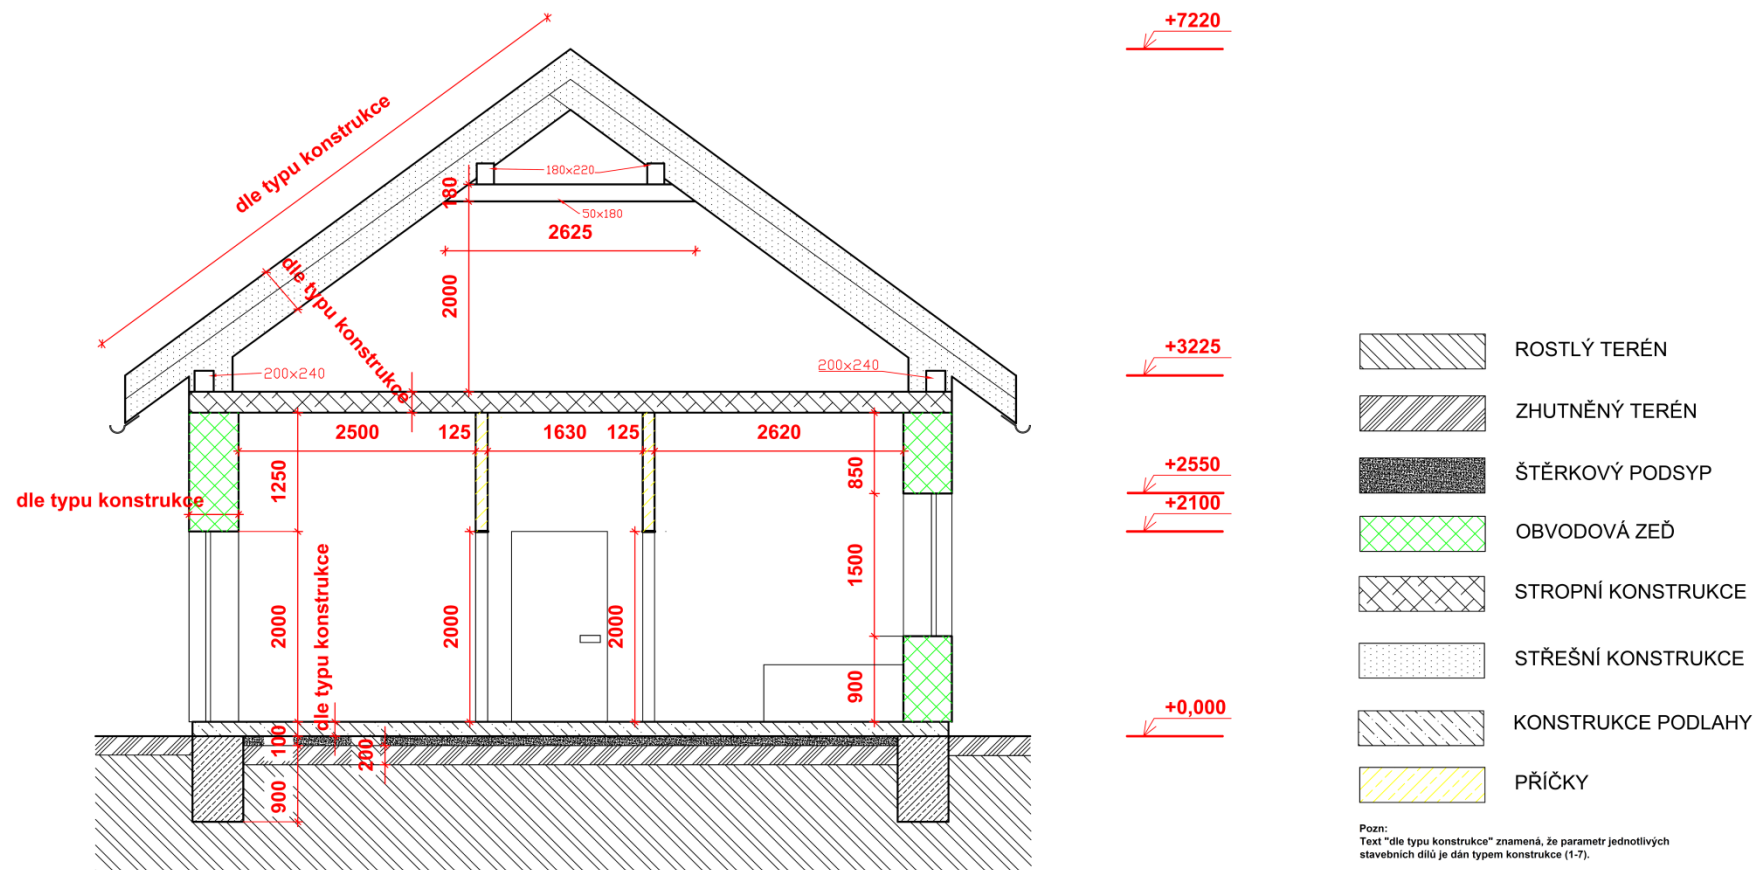 +7220
dle typu konstrukce
180x220
180
50x180
2625
dle typu konstrukce
2000
+3225
200x240
200x240
ROSTLÝ TERÉN
ZHUTNĚNÝ TERÉN
2500
125
1630
125
2620
+2550
850
1250
ŠTĚRKOVÝ PODSYP
dle typu konstrukce
+2100
OBVODOVÁ ZEĎ
1500
dle typu konstrukce
STROPNÍ KONSTRUKCE
2000
2000
2000
STŘEŠNÍ KONSTRUKCE
900
+0,000
KONSTRUKCE PODLAHY
100
200
900
PŘÍČKY
Pozn:
Text "dle typu konstrukce" znamená, že parametr jednotlivých
stavebních dílů je dán typem konstrukce (1-7).